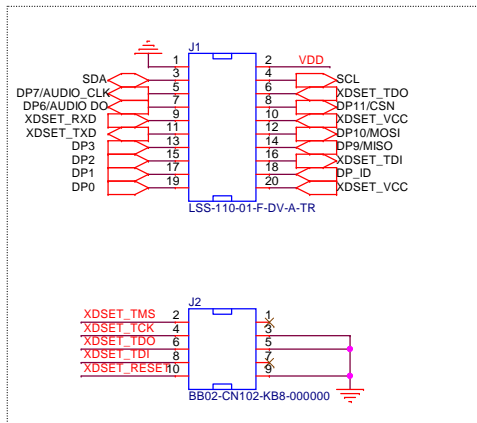 J1
1 2 VDD
SDA 3 4 SCL
DP7/AUDIO_CLK 5 6 XDSET_TDO
DP6/AUDIO DO 7 8 DP11/CSN
XDSET_RXD 9 10 XDSET_VCC
XDSET_TXD 11 12 DP10/MOSI
DP3 13 14 DP9/MISO
DP2 15 16 XDSET_TDI
DP1 17 18 DP_ID
DP0 19 20 XDSET_VCC
LSS-110-01-F-DV-A-TR
J2
XDSET_TMS 2 1
XDSET_TCK 4 3
XDSET_TDO 6 5
XDSET_TDI 8 7
XDSET_RESET 10 9
BB02-CN102-KB8-000000